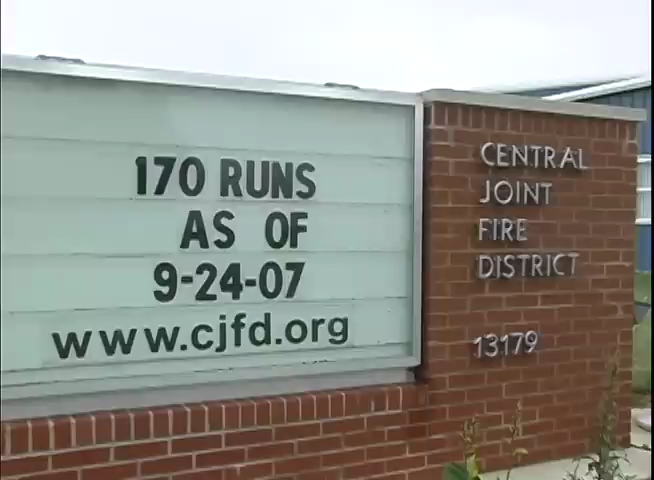 170 RUNS
AS OF
9-24-07
www.cjfd.org
CENTRAL
JOINT
FIRE
DISTRICT
13179